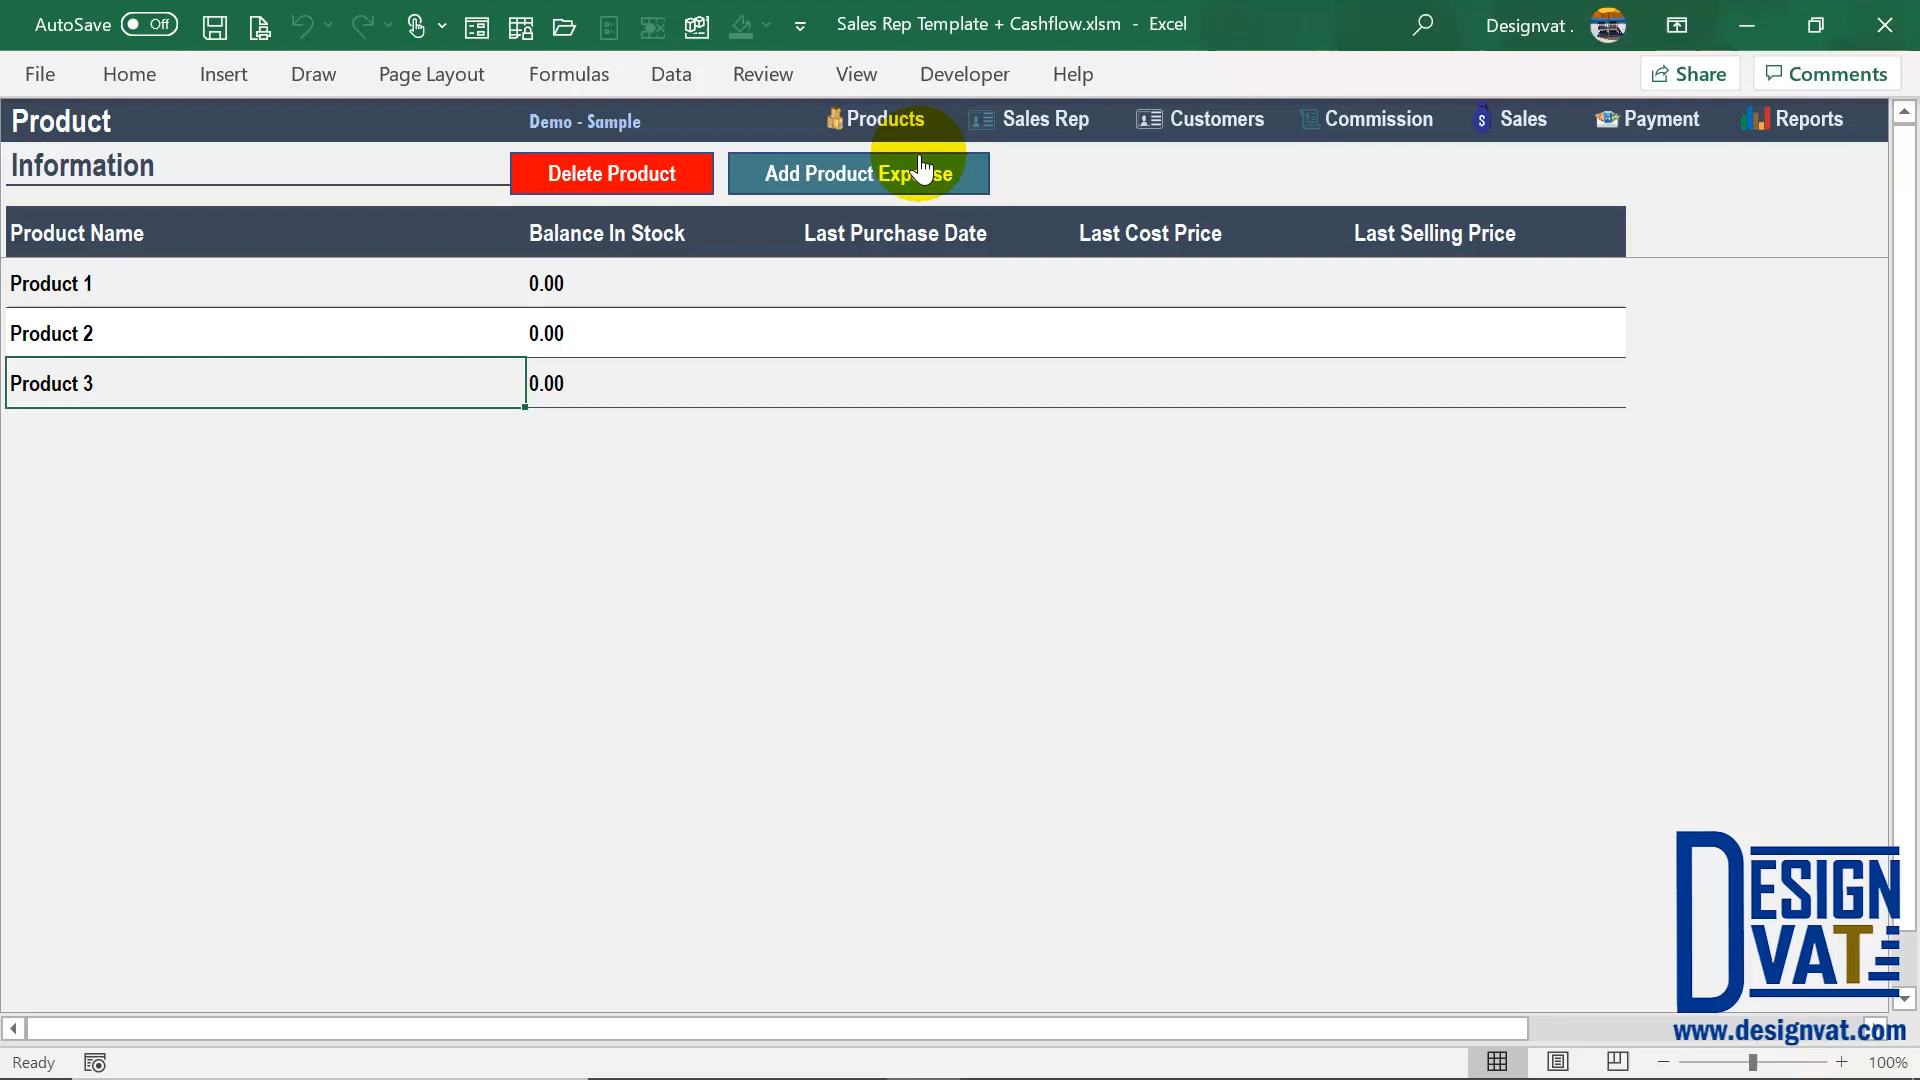 AutoSave Off Sales Rep Template + Cashflow.xlsm - Excel Designvat .
File Home Insert Draw Page Layout Formulas Data Review View Developer Help Share Comments
Product Demo - Sample Products Sales Rep Customers Commission $ Sales Payment Reports
Information Delete Product Add Product Expense
Product Name Balance In Stock Last Purchase Date Last Cost Price Last Selling Price
Product 1 0.00
Product 2 0.00
Product 3 0.00
DESIGN
VAT
www.designvat.com
Ready 100%